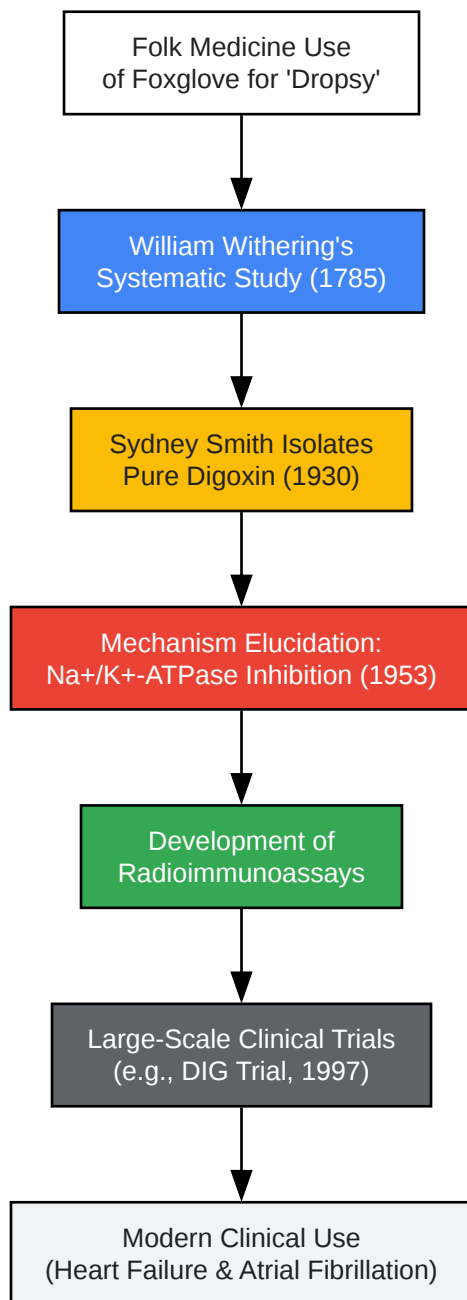 Folk Medicine Use
of Foxglove for 'Dropsy'
William Withering's
Systematic Study (1785)
Sydney Smith Isolates
Pure Digoxin (1930)
Mechanism Elucidation:
Na+/K+-ATPase Inhibition (1953)
Development of
Radioimmunoassays
Large-Scale Clinical Trials
(e.g., DIG Trial, 1997)
Modern Clinical Use
(Heart Failure & Atrial Fibrillation)